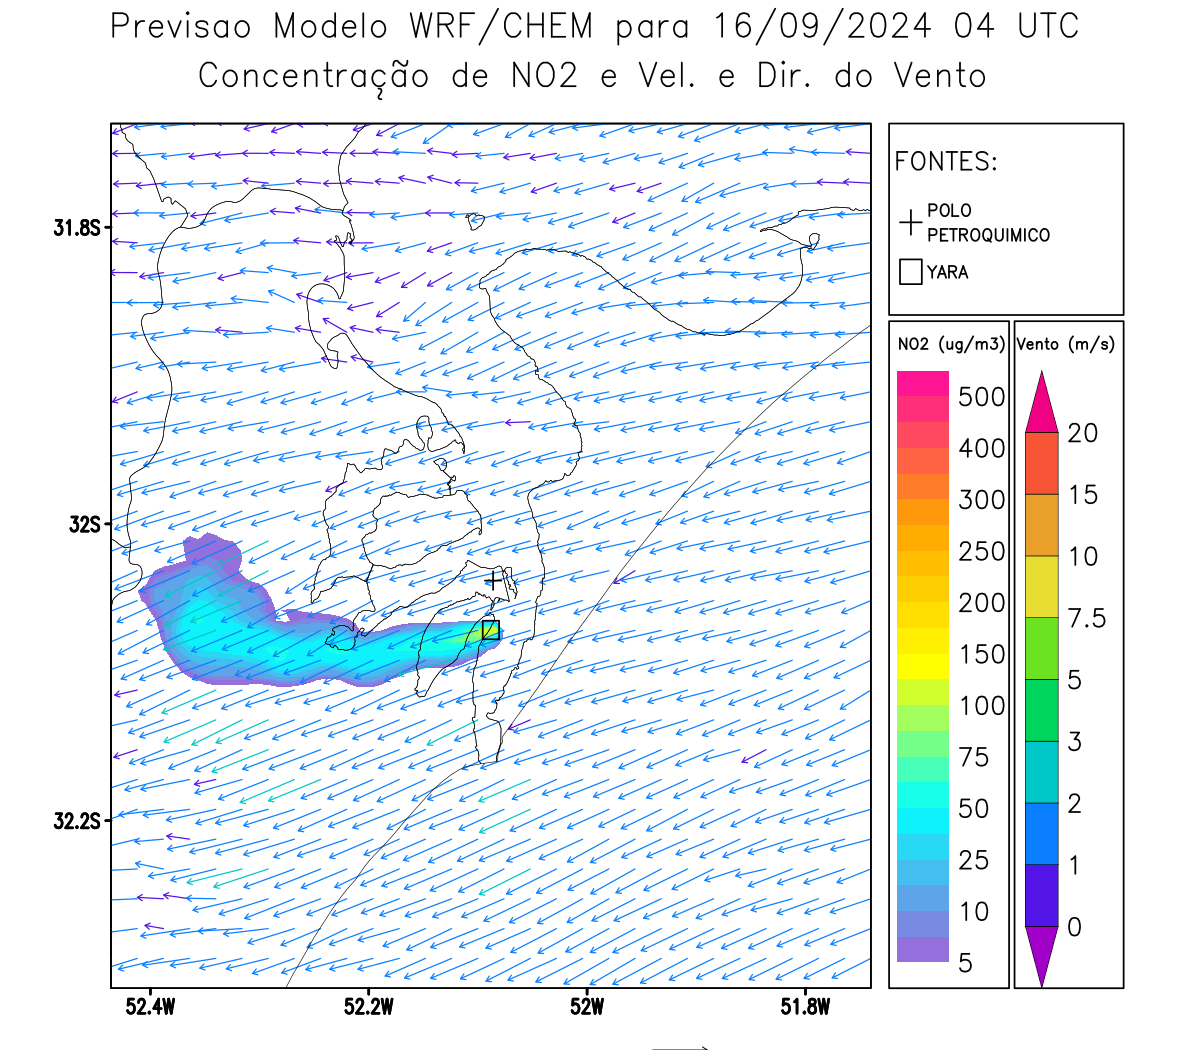 Previsao Modelo WRF/CHEM para 16/09/2024 04 UTC
Concentração de NO2 e Vel. e Dir. do Vento
FONTES:
POLO
PETROQUIMICO
YARA
NO2 (ug/m3)
500
400
300
250
200
150
100
75
50
25
10
5
Vento (m/s)
20
15
10
7.5
5
3
2
1
0
31.8S
32S
32.2S
52.4W
52.2W
52W
51.8W